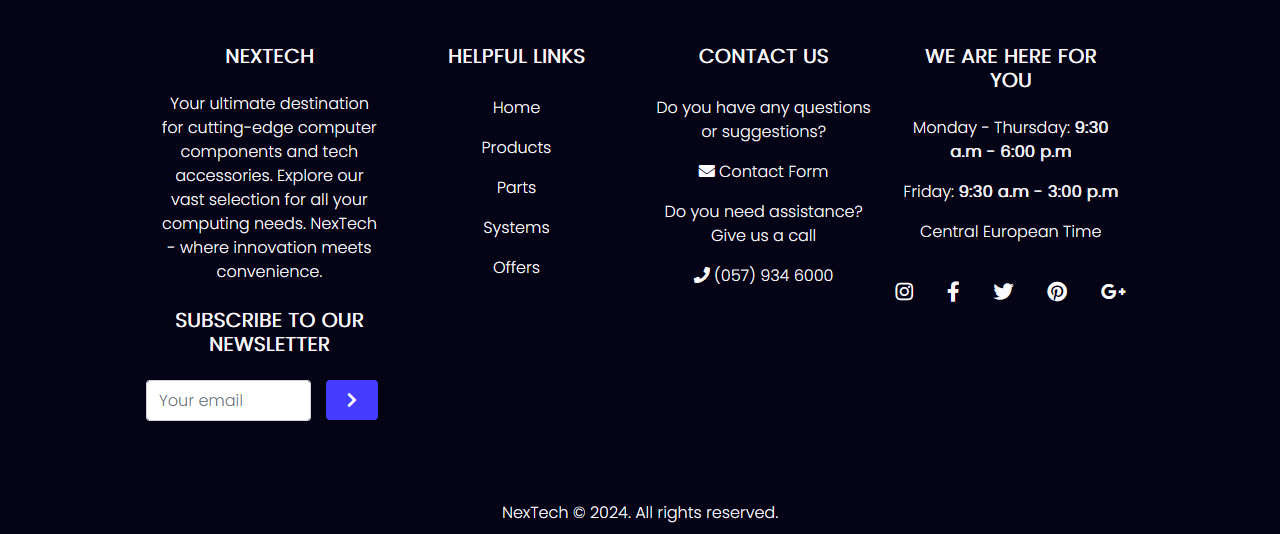 NEXTECH
Your ultimate destination
for cutting-edge computer
components and tech
accessories. Explore our
vast selection for all your
computing needs. NexTech
- where innovation meets
convenience.
SUBSCRIBE TO OUR
NEWSLETTER
Your email
HELPFUL LINKS
Home
Products
Parts
Systems
Offers
CONTACT US
Do you have any questions
or suggestions?
Contact Form
Do you need assistance?
Give us a call
(057) 934 6000
WE ARE HERE FOR
YOU
Monday - Thursday: 9:30
a.m - 6:00 p.m
Friday: 9:30 a.m - 3:00 p.m
Central European Time
NexTech © 2024. All rights reserved.